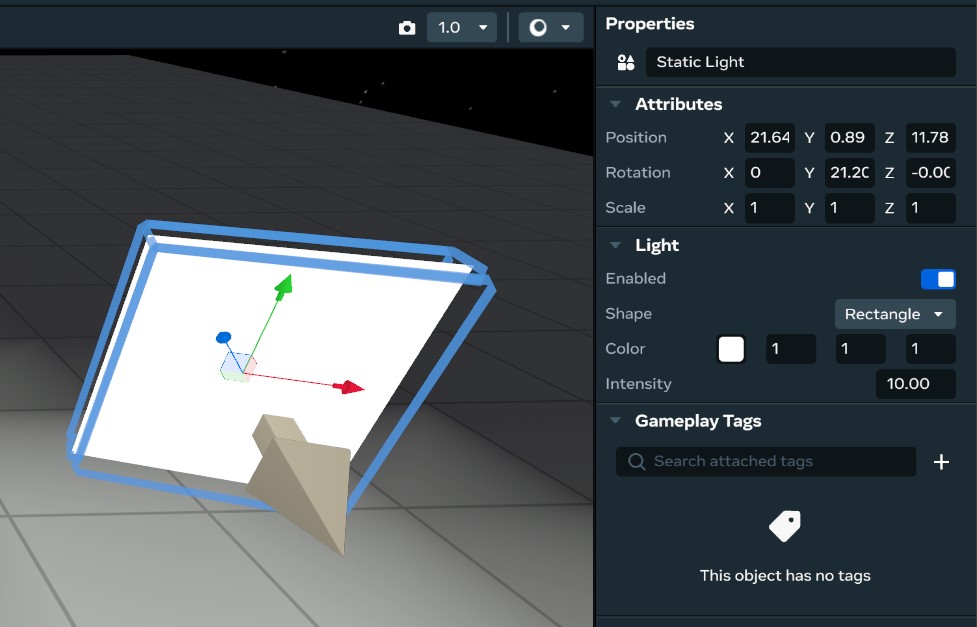 1.0
Properties
Static Light
Attributes
Position X 21.64 Y 0.89 Z 11.78
Rotation X 0 Y 21.20 Z -0.00
Scale X 1 Y 1 Z 1
Light
Enabled
Shape Rectangle
Color 1 1 1
Intensity 10.00
Gameplay Tags
Search attached tags
This object has no tags